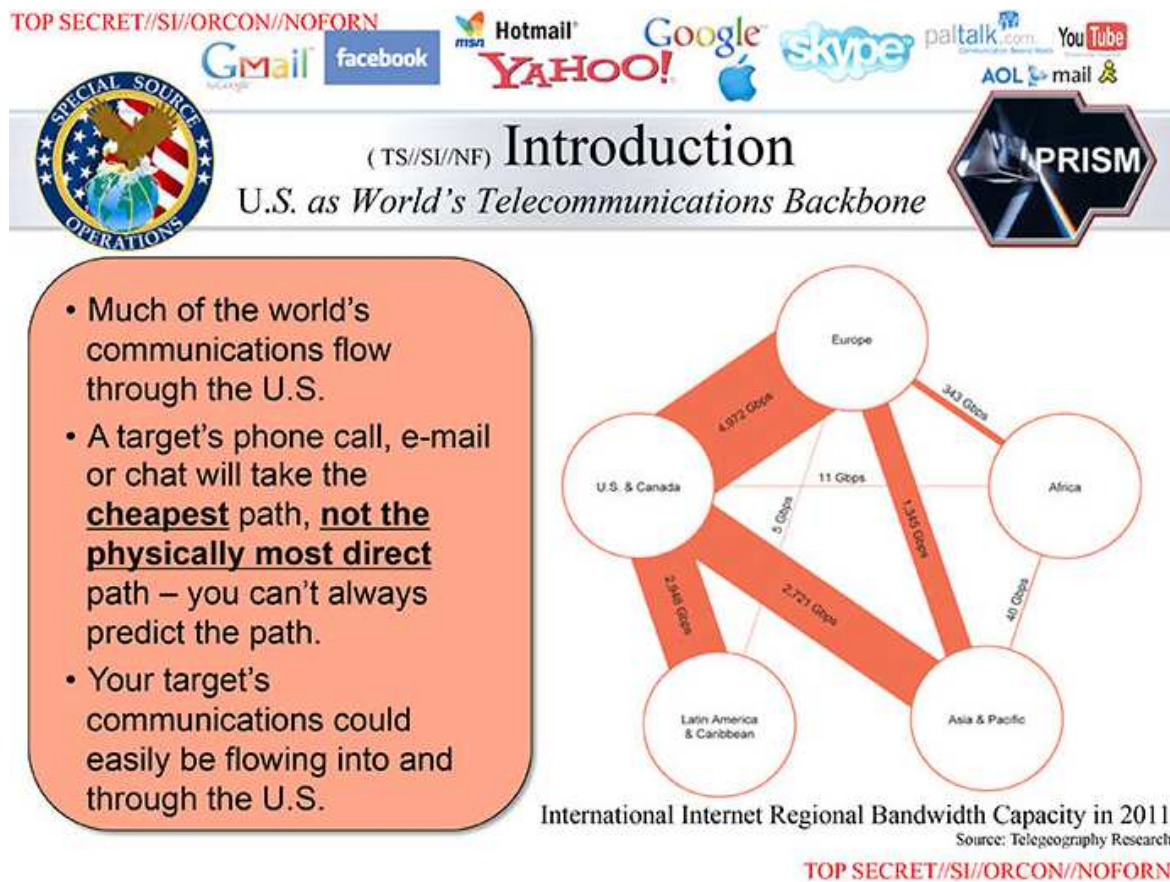 TOP SECRET//SI//ORCON//NOFORN
Gmail
by Google
facebook
msn Hotmail
YAHOO!
Google
skype
paltalk.com
YouTube
AOL mail
SPECIAL SOURCE
OPERATIONS
(TS//SI//NF) Introduction
U.S. as World's Telecommunications Backbone
PRISM
• Much of the world's
communications flow
through the U.S.
• A target's phone call, e-mail
or chat will take the
cheapest path, not the
physically most direct
path – you can't always
predict the path.
• Your target's
communications could
easily be flowing into and
through the U.S.
Europe
4,972 Gbps
343 Gbps
U.S. & Canada
11 Gbps
Africa
5 Gbps
1,345 Gbps
2,946 Gbps
2,721 Gbps
40 Gbps
Latin America
& Caribbean
Asia & Pacific
International Internet Regional Bandwidth Capacity in 2011
Source: Telegeography Research
TOP SECRET//SI//ORCON//NOFORN